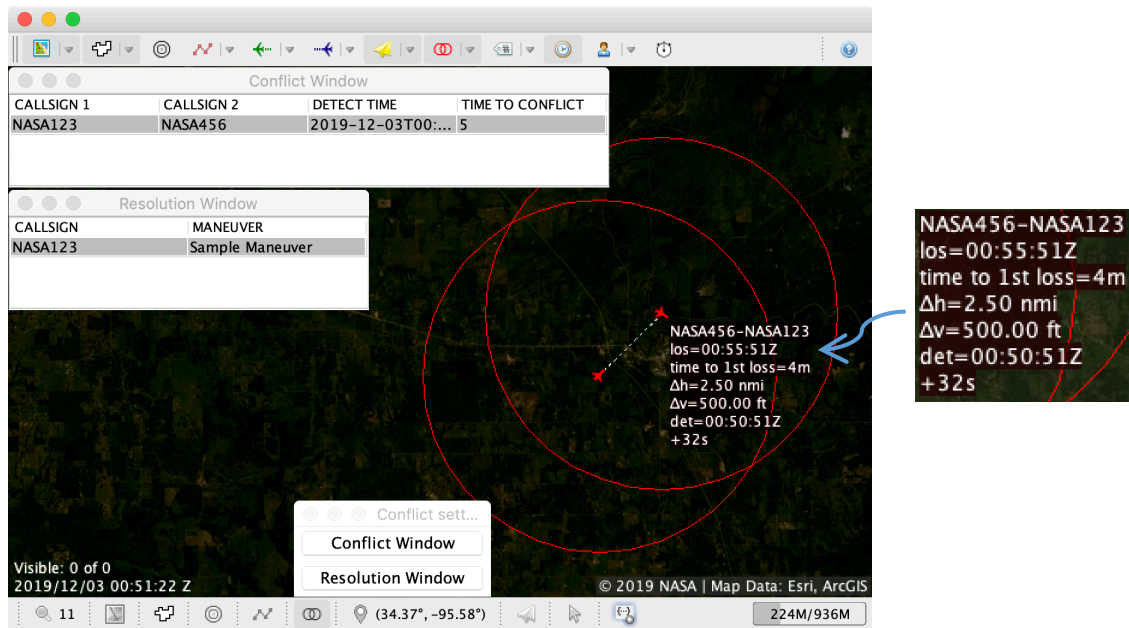 Conflict Window
CALLSIGN 1 CALLSIGN 2 DETECT TIME TIME TO CONFLICT
NASA123 NASA456 2019-12-03T00:... 5
Resolution Window
CALLSIGN MANEUVER
NASA123 Sample Maneuver
NASA456-NASA123
los=00:55:51Z
time to 1st loss=4m
Δh=2.50 nmi
Δv=500.00 ft
det=00:50:51Z
+32s
NASA456-NASA123
los=00:55:51Z
time to 1st loss=4m
Δh=2.50 nmi
Δv=500.00 ft
det=00:50:51Z
+32s
Conflict sett...
Conflict Window
Resolution Window
Visible: 0 of 0
2019/12/03 00:51:22 Z
© 2019 NASA | Map Data: Esri, ArcGIS
11 (34.37°, -95.58°) 224M/936M